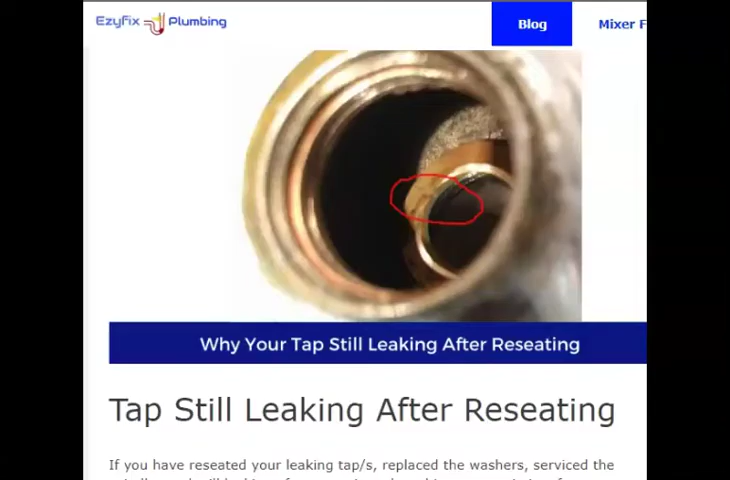 Ezyfix Plumbing
Blog
Mixer F
Why Your Tap Still Leaking After Reseating
Tap Still Leaking After Reseating
If you have reseated your leaking tap/s, replaced the washers, serviced the